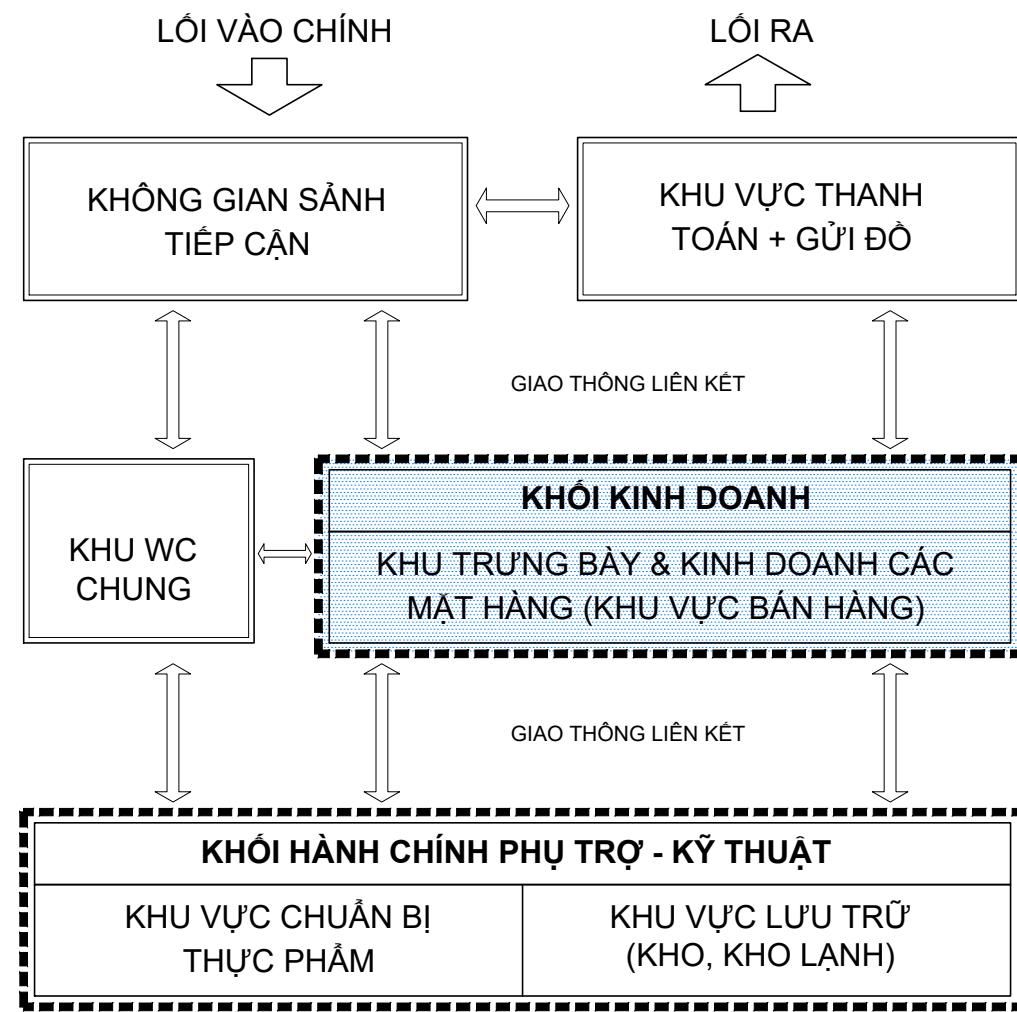 LỐI VÀO CHÍNH
LỐI RA
KHÔNG GIAN SẢNH
TIẾP CẬN
KHU VỰC THANH
TOÁN + GỬI ĐỒ
GIAO THÔNG LIÊN KẾT
KHU WC
CHUNG
KHỐI KINH DOANH
KHU TRƯNG BÀY & KINH DOANH CÁC
MẶT HÀNG (KHU VỰC BÁN HÀNG)
GIAO THÔNG LIÊN KẾT
KHỐI HÀNH CHÍNH PHỤ TRỢ - KỸ THUẬT
KHU VỰC CHUẨN BỊ
THỰC PHẨM
KHU VỰC LƯU TRỮ
(KHO, KHO LẠNH)